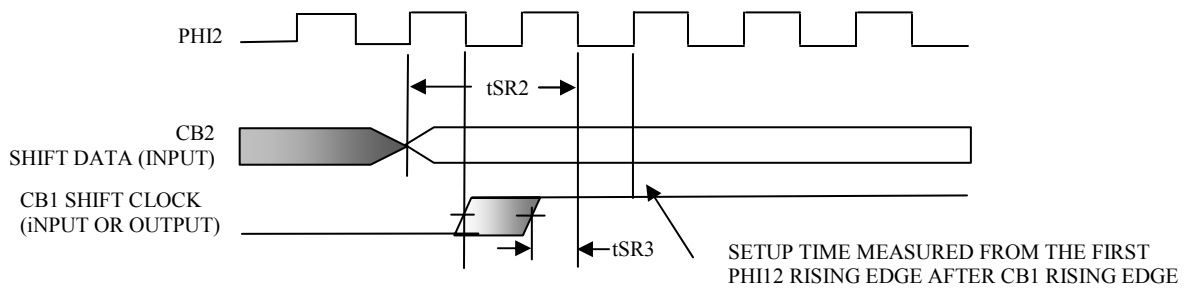 PHI2
tSR2
CB2
SHIFT DATA (INPUT)
CB1 SHIFT CLOCK
(iNPUT OR OUTPUT)
tSR3
SETUP TIME MEASURED FROM THE FIRST
PHI12 RISING EDGE AFTER CB1 RISING EDGE